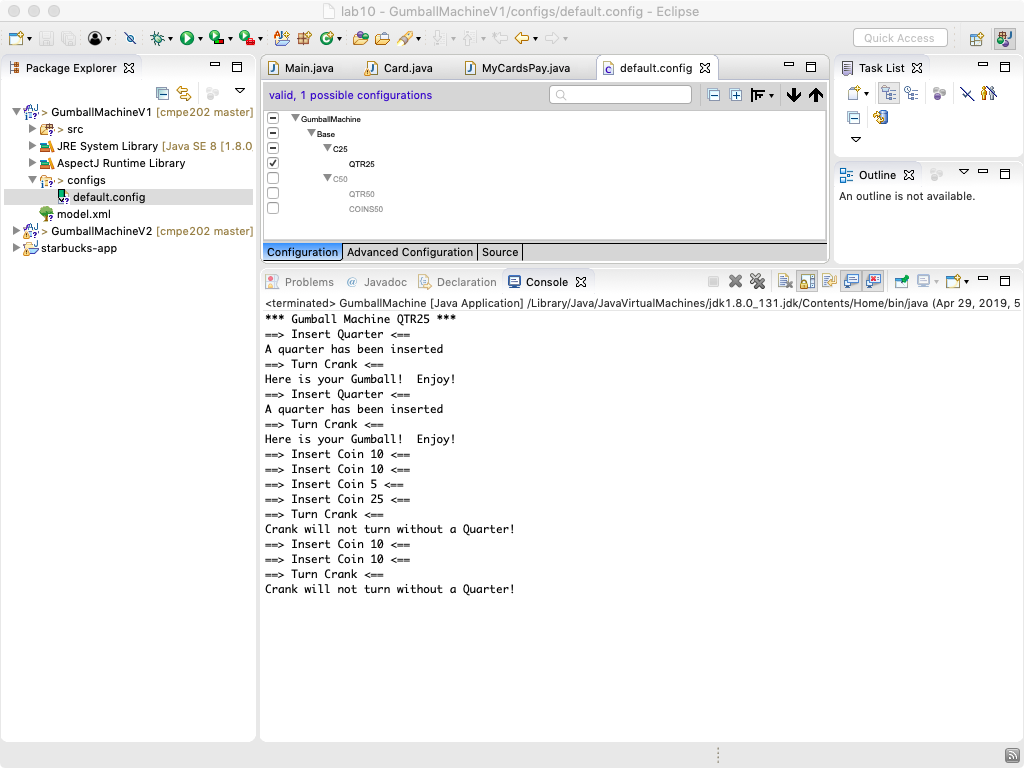 lab10 - GumballMachineV1/configs/default.config - Eclipse
Quick Access
Package Explorer
> GumballMachineV1 [cmpe202 master]
> src
JRE System Library [Java SE 8 [1.8.0
AspectJ Runtime Library
> configs
default.config
model.xml
> GumballMachineV2 [cmpe202 master]
starbucks-app
Main.java
Card.java
MyCardsPay.java
default.config
valid, 1 possible configurations
GumballMachine
Base
C25
QTR25
C50
QTR50
COINS50
Configuration
Advanced Configuration
Source
Task List
Outline
An outline is not available.
Problems
@ Javadoc
Declaration
Console
<terminated> GumballMachine [Java Application] /Library/Java/JavaVirtualMachines/jdk1.8.0_131.jdk/Contents/Home/bin/java (Apr 29, 2019, 5
*** Gumball Machine QTR25 ***
==> Insert Quarter <==
A quarter has been inserted
==> Turn Crank <==
Here is your Gumball!  Enjoy!
==> Insert Quarter <==
A quarter has been inserted
==> Turn Crank <==
Here is your Gumball!  Enjoy!
==> Insert Coin 10 <==
==> Insert Coin 10 <==
==> Insert Coin 5 <==
==> Insert Coin 25 <==
==> Turn Crank <==
Crank will not turn without a Quarter!
==> Insert Coin 10 <==
==> Insert Coin 10 <==
==> Turn Crank <==
Crank will not turn without a Quarter!